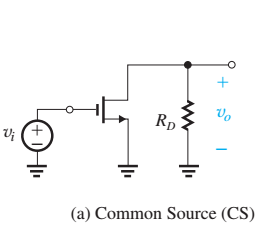 +
R_D
v_o
v_i
+
−
−
(a) Common Source (CS)